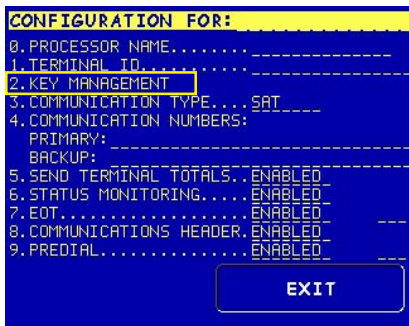 CONFIGURATION FOR:
0.PROCESSOR NAME........
1.TERMINAL ID...........
2.KEY MANAGEMENT
3.COMMUNICATION TYPE....SAT
4.COMMUNICATION NUMBERS:
PRIMARY:
BACKUP:
5.SEND TERMINAL TOTALS..ENABLED
6.STATUS MONITORING.....ENABLED
7.EOT...................ENABLED
8.COMMUNICATIONS HEADER.ENABLED
9.PREDIAL...............ENABLED
EXIT